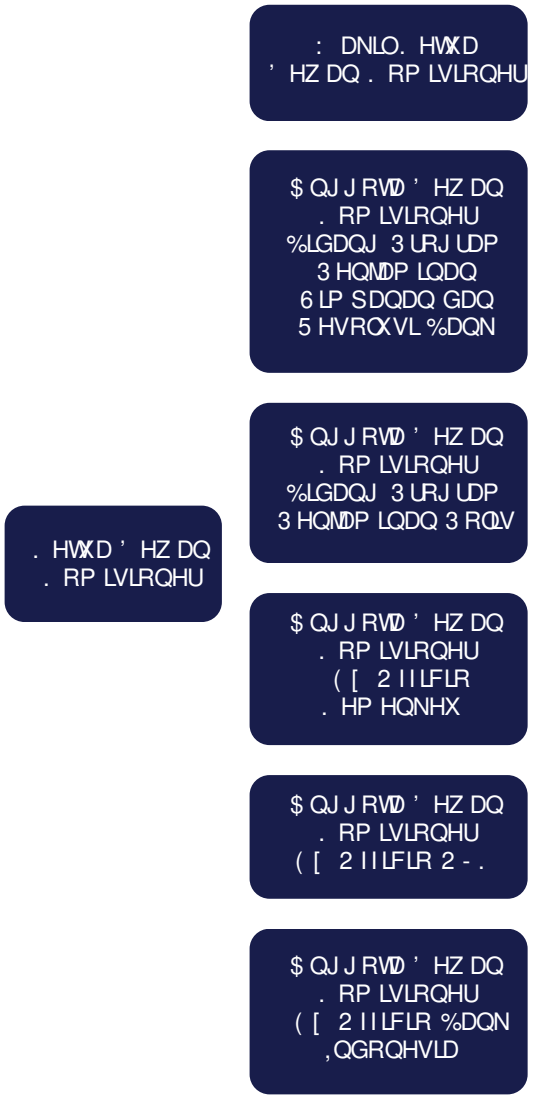 . HWXD ' HZ DQ
. RP LVLRQHU
: DNLO. HWXD
' HZ DQ . RP LVLRQHU
$ QJ J RWD ' HZ DQ
. RP LVLRQHU
%LGDQJ 3 URJ UDP
3 HQMDP LQDQ
6 LP SDQDQ GDQ
5 HVROXVL %DQN
$ QJ J RWD ' HZ DQ
. RP LVLRQHU
%LGDQJ 3 URJ UDP
3 HQMDP LQDQ 3 ROLV
$ QJ J RWD ' HZ DQ
. RP LVLRQHU
( [ 2 IILFLR
. HP HQNHX
$ QJ J RWD ' HZ DQ
. RP LVLRQHU
( [ 2 IILFLR 2 - .
$ QJ J RWD ' HZ DQ
. RP LVLRQHU
( [ 2 IILFLR %DQN
,QGRQHVLD